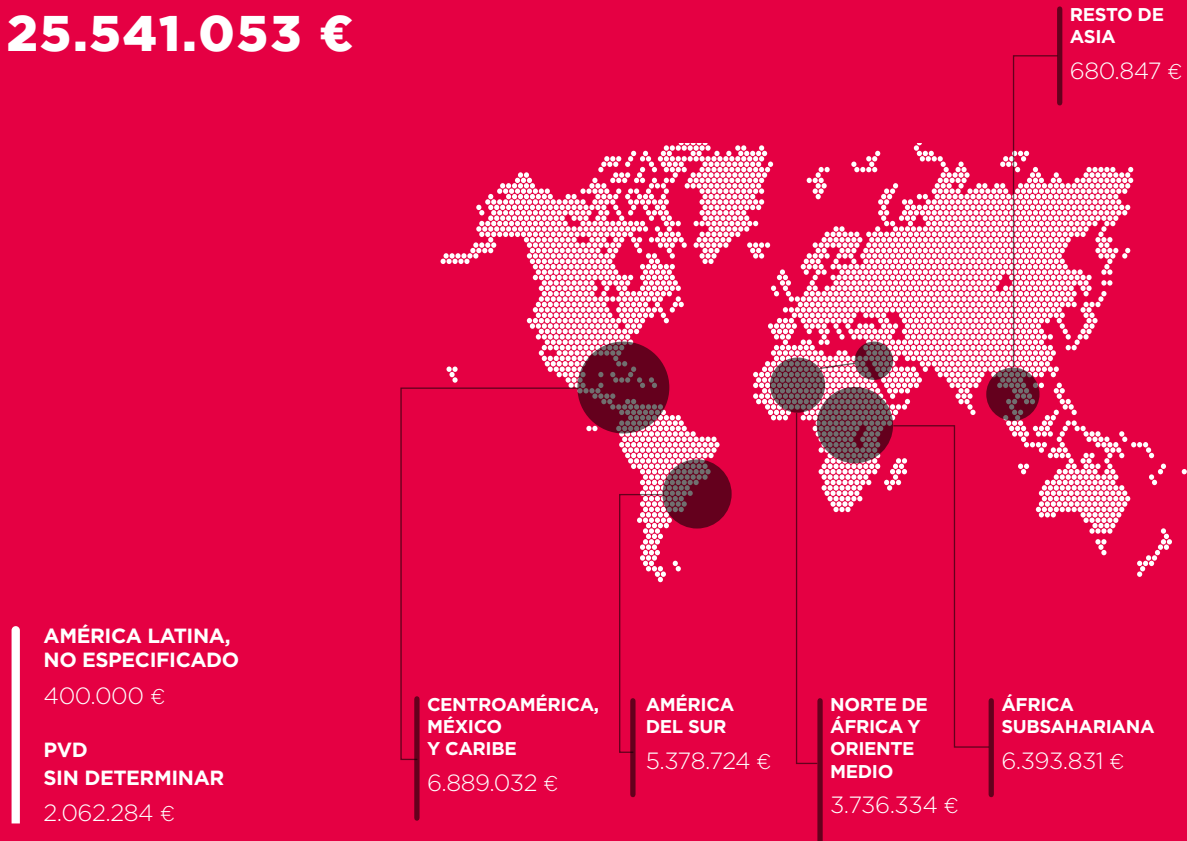 25.541.053 €
RESTO DE
ASIA
680.847 €
AMÉRICA LATINA,
NO ESPECIFICADO
400.000 €
PVD
SIN DETERMINAR
2.062.284 €
CENTROAMÉRICA,
MÉXICO
Y CARIBE
6.889.032 €
AMÉRICA
DEL SUR
5.378.724 €
NORTE DE
ÁFRICA Y
ORIENTE
MEDIO
3.736.334 €
ÁFRICA
SUBSAHARIANA
6.393.831 €